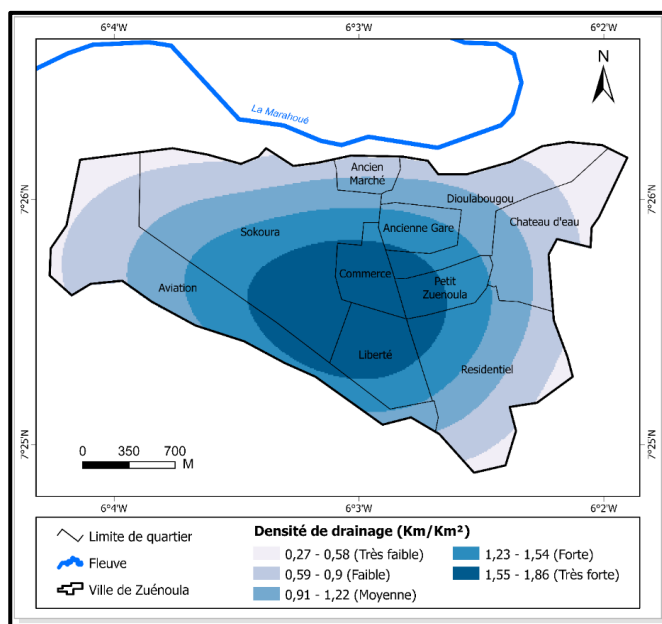 6°4'W 6°3'W 6°2'W
N
La Marahoué
7°26'N 7°26'N
Ancien
Marché
Dioulabougou
Chateau d'eau
Sokoura
Ancienne Gare
Commerce
Petit
Zuenoula
Aviation
Liberté
Residentiel
7°25'N 7°25'N
0 350 700
M
6°4'W 6°3'W 6°2'W
Limite de quartier
Fleuve
Ville de Zuénoula
Densité de drainage (Km/Km²)
0,27 - 0,58 (Très faible)
0,59 - 0,9 (Faible)
0,91 - 1,22 (Moyenne)
1,23 - 1,54 (Forte)
1,55 - 1,86 (Très forte)